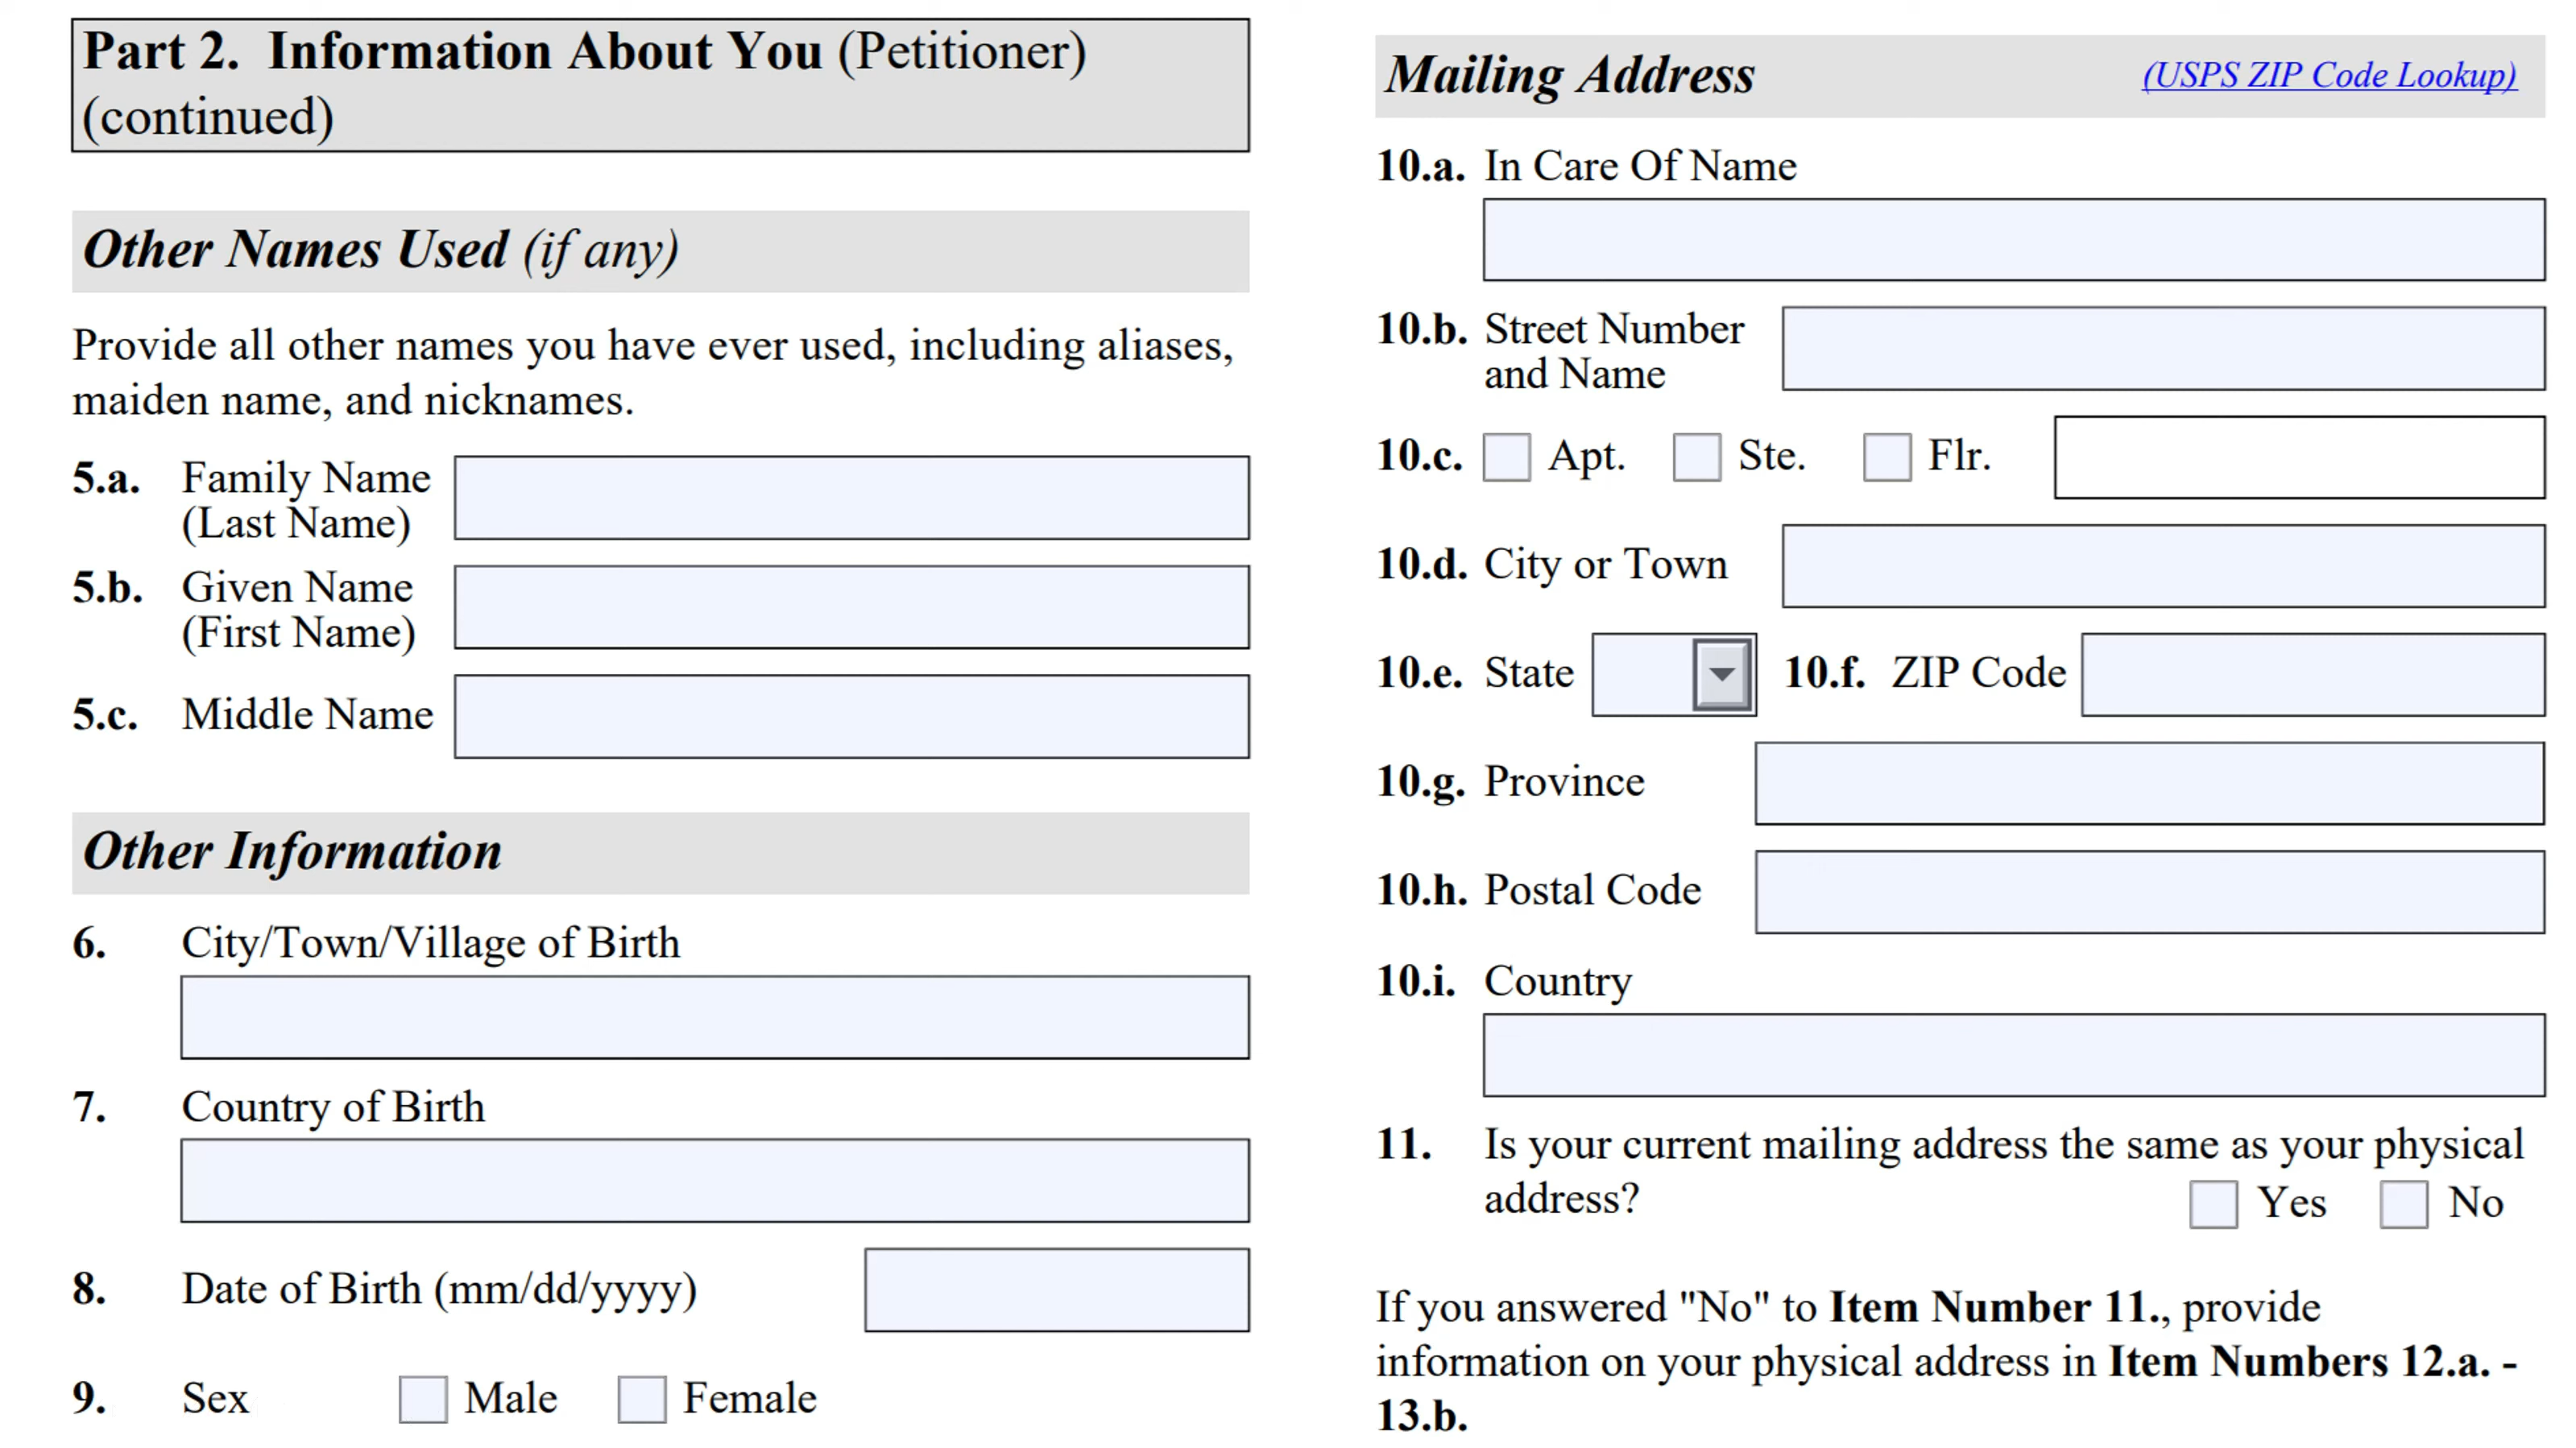 Part 2. Information About You (Petitioner)
(continued)
Other Names Used (if any)
Provide all other names you have ever used, including aliases,
maiden name, and nicknames.
5.a. Family Name
(Last Name)
5.b. Given Name
(First Name)
5.c. Middle Name
Other Information
6. City/Town/Village of Birth
7. Country of Birth
8. Date of Birth (mm/dd/yyyy)
9. Sex Male Female
Mailing Address (USPS ZIP Code Lookup)
10.a. In Care Of Name
10.b. Street Number
and Name
10.c. Apt. Ste. Flr.
10.d. City or Town
10.e. State 10.f. ZIP Code
10.g. Province
10.h. Postal Code
10.i. Country
11. Is your current mailing address the same as your physical
address? Yes No
If you answered "No" to Item Number 11., provide
information on your physical address in Item Numbers 12.a. -
13.b.